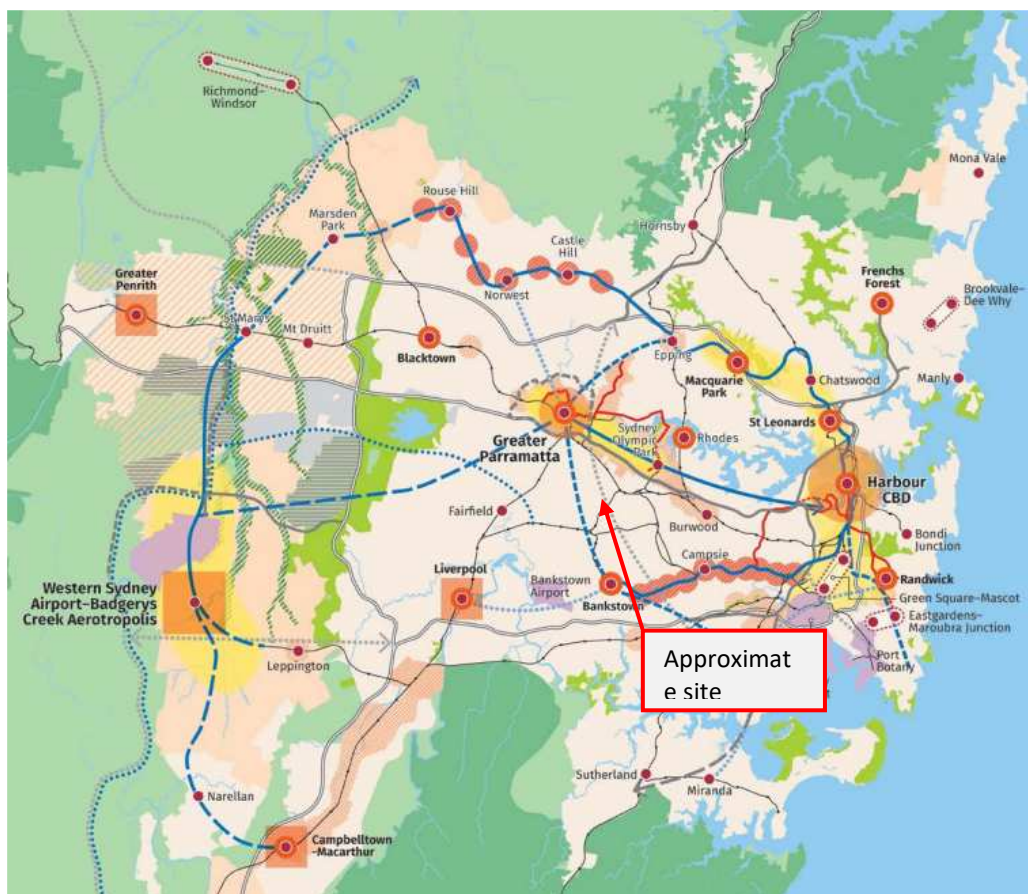 Richmond–
Windsor
Mona Vale
Rouse Hill
Marsden
Park
Hornsby
Castle
Hill
Greater
Penrith
Norwest
Frenchs
Forest
Brookvale–
Dee Why
St Marys
Mt Druitt
Blacktown
Epping
Macquarie
Park
Chatswood
Manly
St Leonards
Greater
Parramatta
Sydney
Olympic
Park
Rhodes
Harbour
CBD
Fairfield
Burwood
Bondi
Junction
Liverpool
Bankstown
Airport
Campsie
Western Sydney
Airport–Badgerys
Creek Aerotropolis
Bankstown
Randwick
Green Square–Mascot
Eastgardens–
Maroubra Junction
Leppington
Approximat
e site
Port
Botany
Sutherland
Miranda
Narellan
Campbelltown
–Macarthur